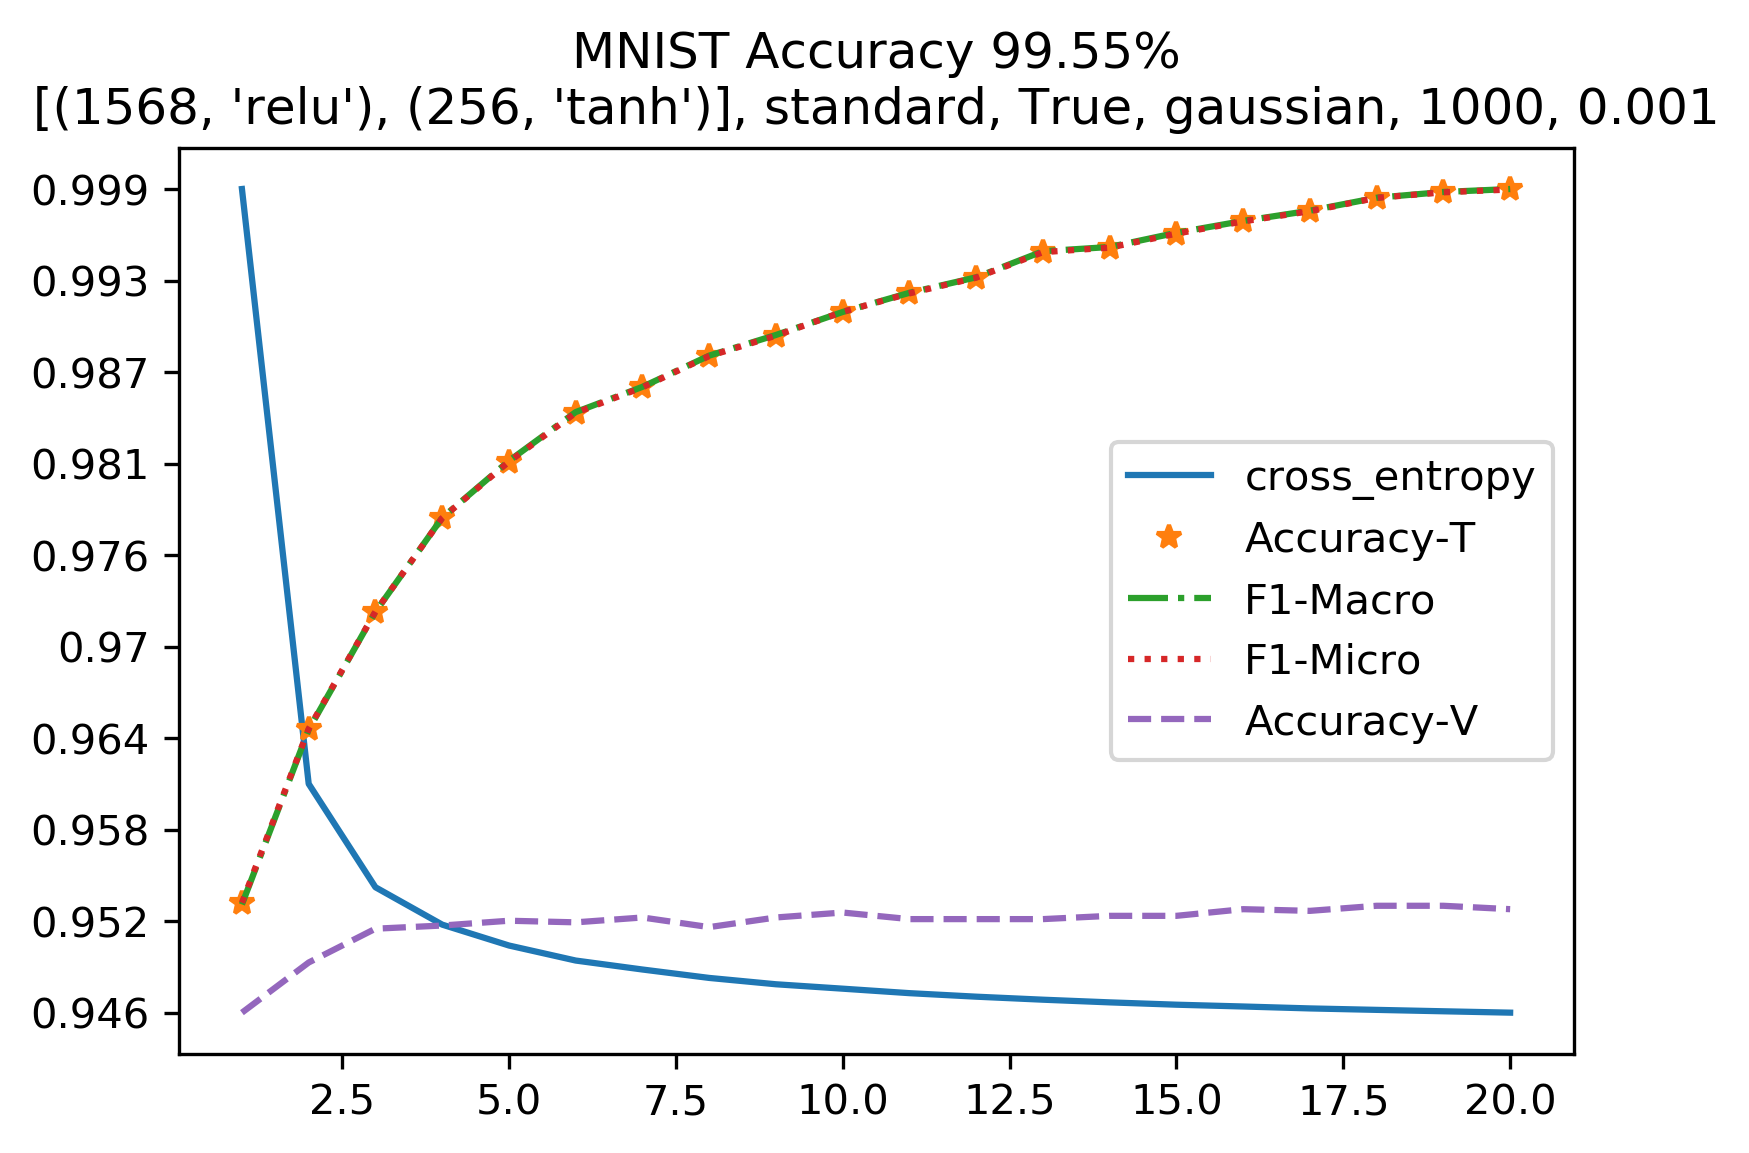 MNIST Accuracy 99.55%
[(1568, 'relu'), (256, 'tanh')], standard, True, gaussian, 1000, 0.001
0.999
0.993
0.987
0.981
0.976
0.97
0.964
0.958
0.952
0.946
cross_entropy
Accuracy-T
F1-Macro
F1-Micro
Accuracy-V
2.5 5.0 7.5 10.0 12.5 15.0 17.5 20.0